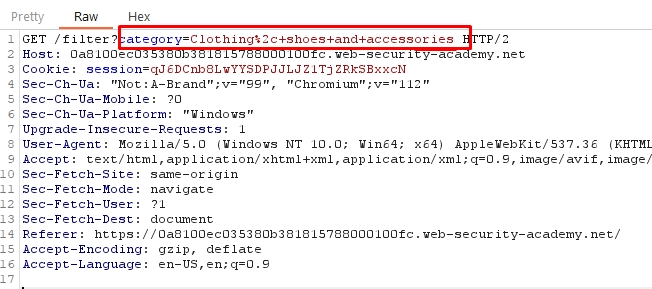 Pretty Raw Hex
1 GET /filter?category=Clothing%2c+shoes+and+accessories HTTP/2
2 Host: 0a8100ec035380b381815788000100fc.web-security-academy.net
3 Cookie: session=qJ6DCnb8LwYYSDPJJLJZ1TjZRkSBxxcN
4 Sec-Ch-Ua: "Not:A-Brand";v="99", "Chromium";v="112"
5 Sec-Ch-Ua-Mobile: ?0
6 Sec-Ch-Ua-Platform: "Windows"
7 Upgrade-Insecure-Requests: 1
8 User-Agent: Mozilla/5.0 (Windows NT 10.0; Win64; x64) AppleWebKit/537.36 (KHTML
9 Accept: text/html,application/xhtml+xml,application/xml;q=0.9,image/avif,image/
10 Sec-Fetch-Site: same-origin
11 Sec-Fetch-Mode: navigate
12 Sec-Fetch-User: ?1
13 Sec-Fetch-Dest: document
14 Referer: https://0a8100ec035380b381815788000100fc.web-security-academy.net/
15 Accept-Encoding: gzip, deflate
16 Accept-Language: en-US,en;q=0.9
17